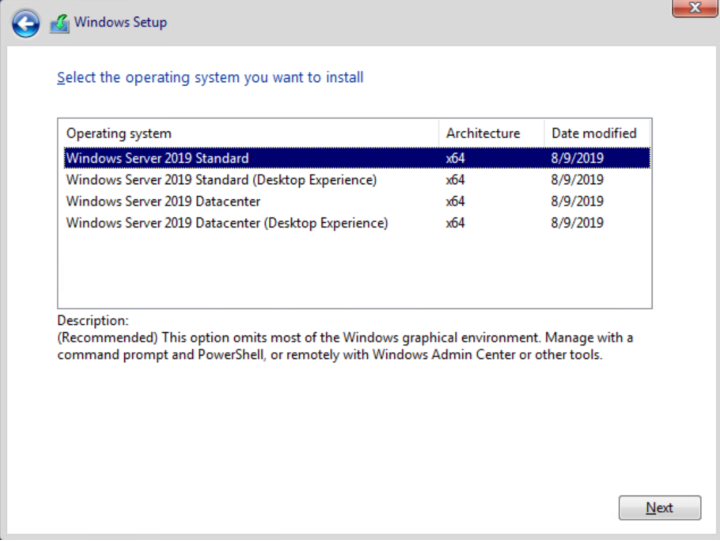 Windows Setup
Select the operating system you want to install
Operating system Architecture Date modified
Windows Server 2019 Standard x64 8/9/2019
Windows Server 2019 Standard (Desktop Experience) x64 8/9/2019
Windows Server 2019 Datacenter x64 8/9/2019
Windows Server 2019 Datacenter (Desktop Experience) x64 8/9/2019
Description:
(Recommended) This option omits most of the Windows graphical environment. Manage with a
command prompt and PowerShell, or remotely with Windows Admin Center or other tools.
Next